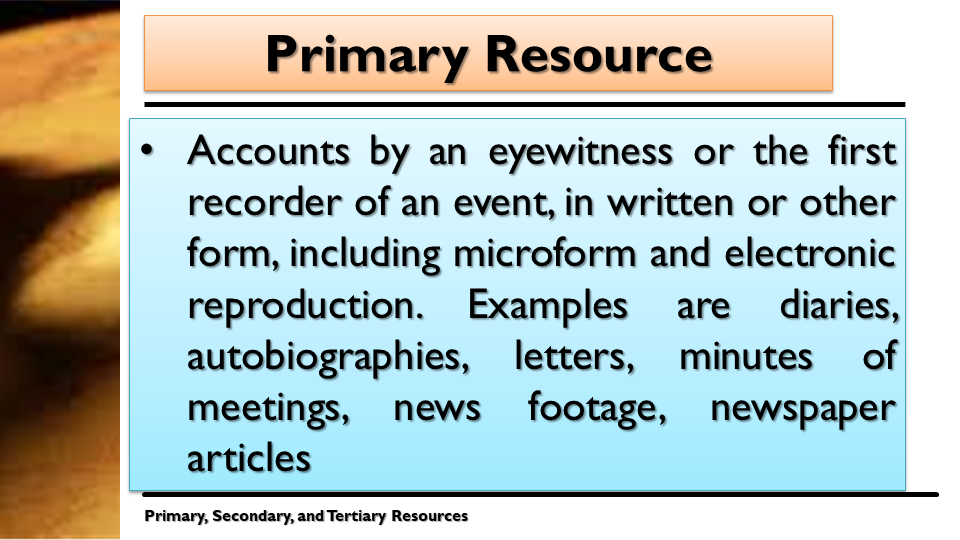 Primary Resource
• Accounts by an eyewitness or the first
recorder of an event, in written or other
form, including microform and electronic
reproduction. Examples are diaries,
autobiographies, letters, minutes of
meetings, news footage, newspaper
articles
Primary, Secondary, and Tertiary Resources